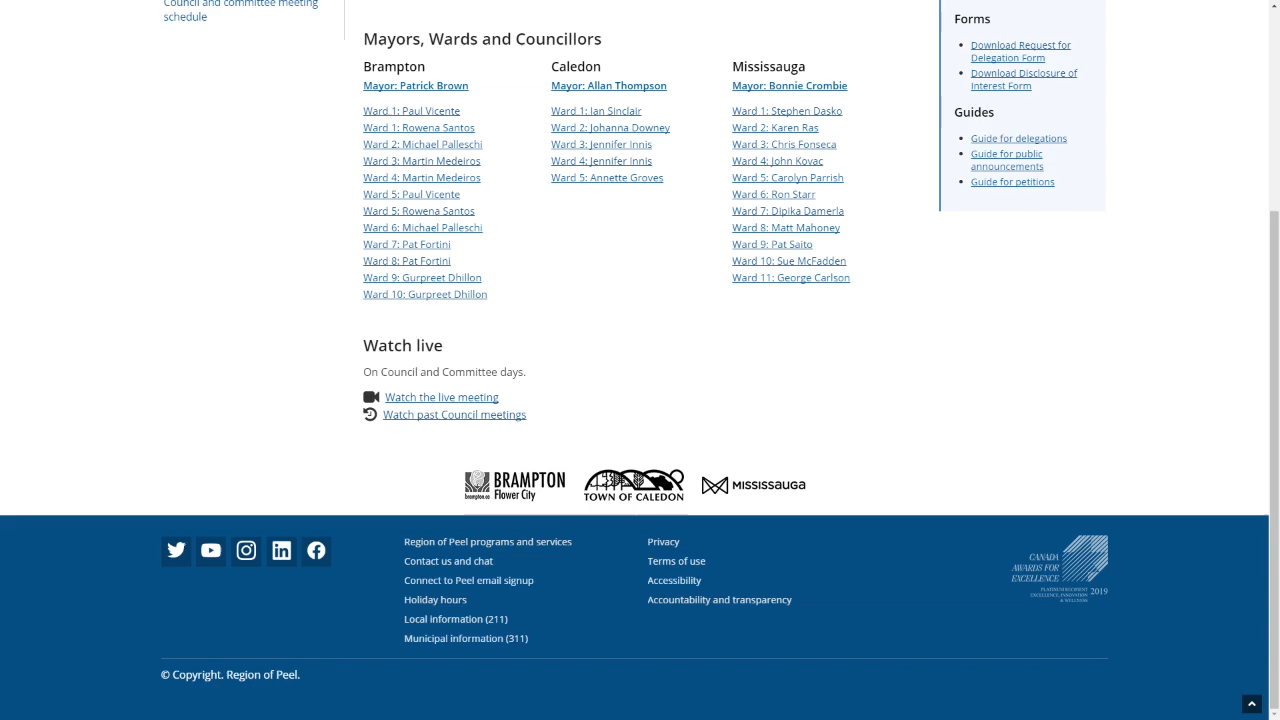 Council and committee meeting
schedule
Mayors, Wards and Councillors
Brampton
Mayor: Patrick Brown
Ward 1: Paul Vicente
Ward 1: Rowena Santos
Ward 2: Michael Palleschi
Ward 3: Martin Medeiros
Ward 4: Martin Medeiros
Ward 5: Paul Vicente
Ward 5: Rowena Santos
Ward 6: Michael Palleschi
Ward 7: Pat Fortini
Ward 8: Pat Fortini
Ward 9: Gurpreet Dhillon
Ward 10: Gurpreet Dhillon
Caledon
Mayor: Allan Thompson
Ward 1: Ian Sinclair
Ward 2: Johanna Downey
Ward 3: Jennifer Innis
Ward 4: Jennifer Innis
Ward 5: Annette Groves
Mississauga
Mayor: Bonnie Crombie
Ward 1: Stephen Dasko
Ward 2: Karen Ras
Ward 3: Chris Fonseca
Ward 4: John Kovac
Ward 5: Carolyn Parrish
Ward 6: Ron Starr
Ward 7: Dipika Damerla
Ward 8: Matt Mahoney
Ward 9: Pat Saito
Ward 10: Sue McFadden
Ward 11: George Carlson
Watch live
On Council and Committee days.
Watch the live meeting
Watch past Council meetings
Forms
Download Request for
Delegation Form
Download Disclosure of
Interest Form
Guides
Guide for delegations
Guide for public
announcements
Guide for petitions
brampton.ca
BRAMPTON
Flower City
TOWN OF CALEDON
MISSISSAUGA
Region of Peel programs and services
Contact us and chat
Connect to Peel email signup
Holiday hours
Local information (211)
Municipal information (311)
Privacy
Terms of use
Accessibility
Accountability and transparency
CANADA
AWARDS FOR
EXCELLENCE
PLATINUM RECIPIENT
EXCELLENCE, INNOVATION
& WELLNESS
2019
© Copyright. Region of Peel.